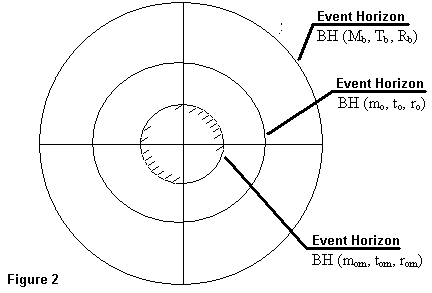 Event Horizon
BH (Mb, Tb, Rb)
Event Horizon
BH (mo, to, ro)
Event Horizon
BH (mom, tom, rom)
Figure 2